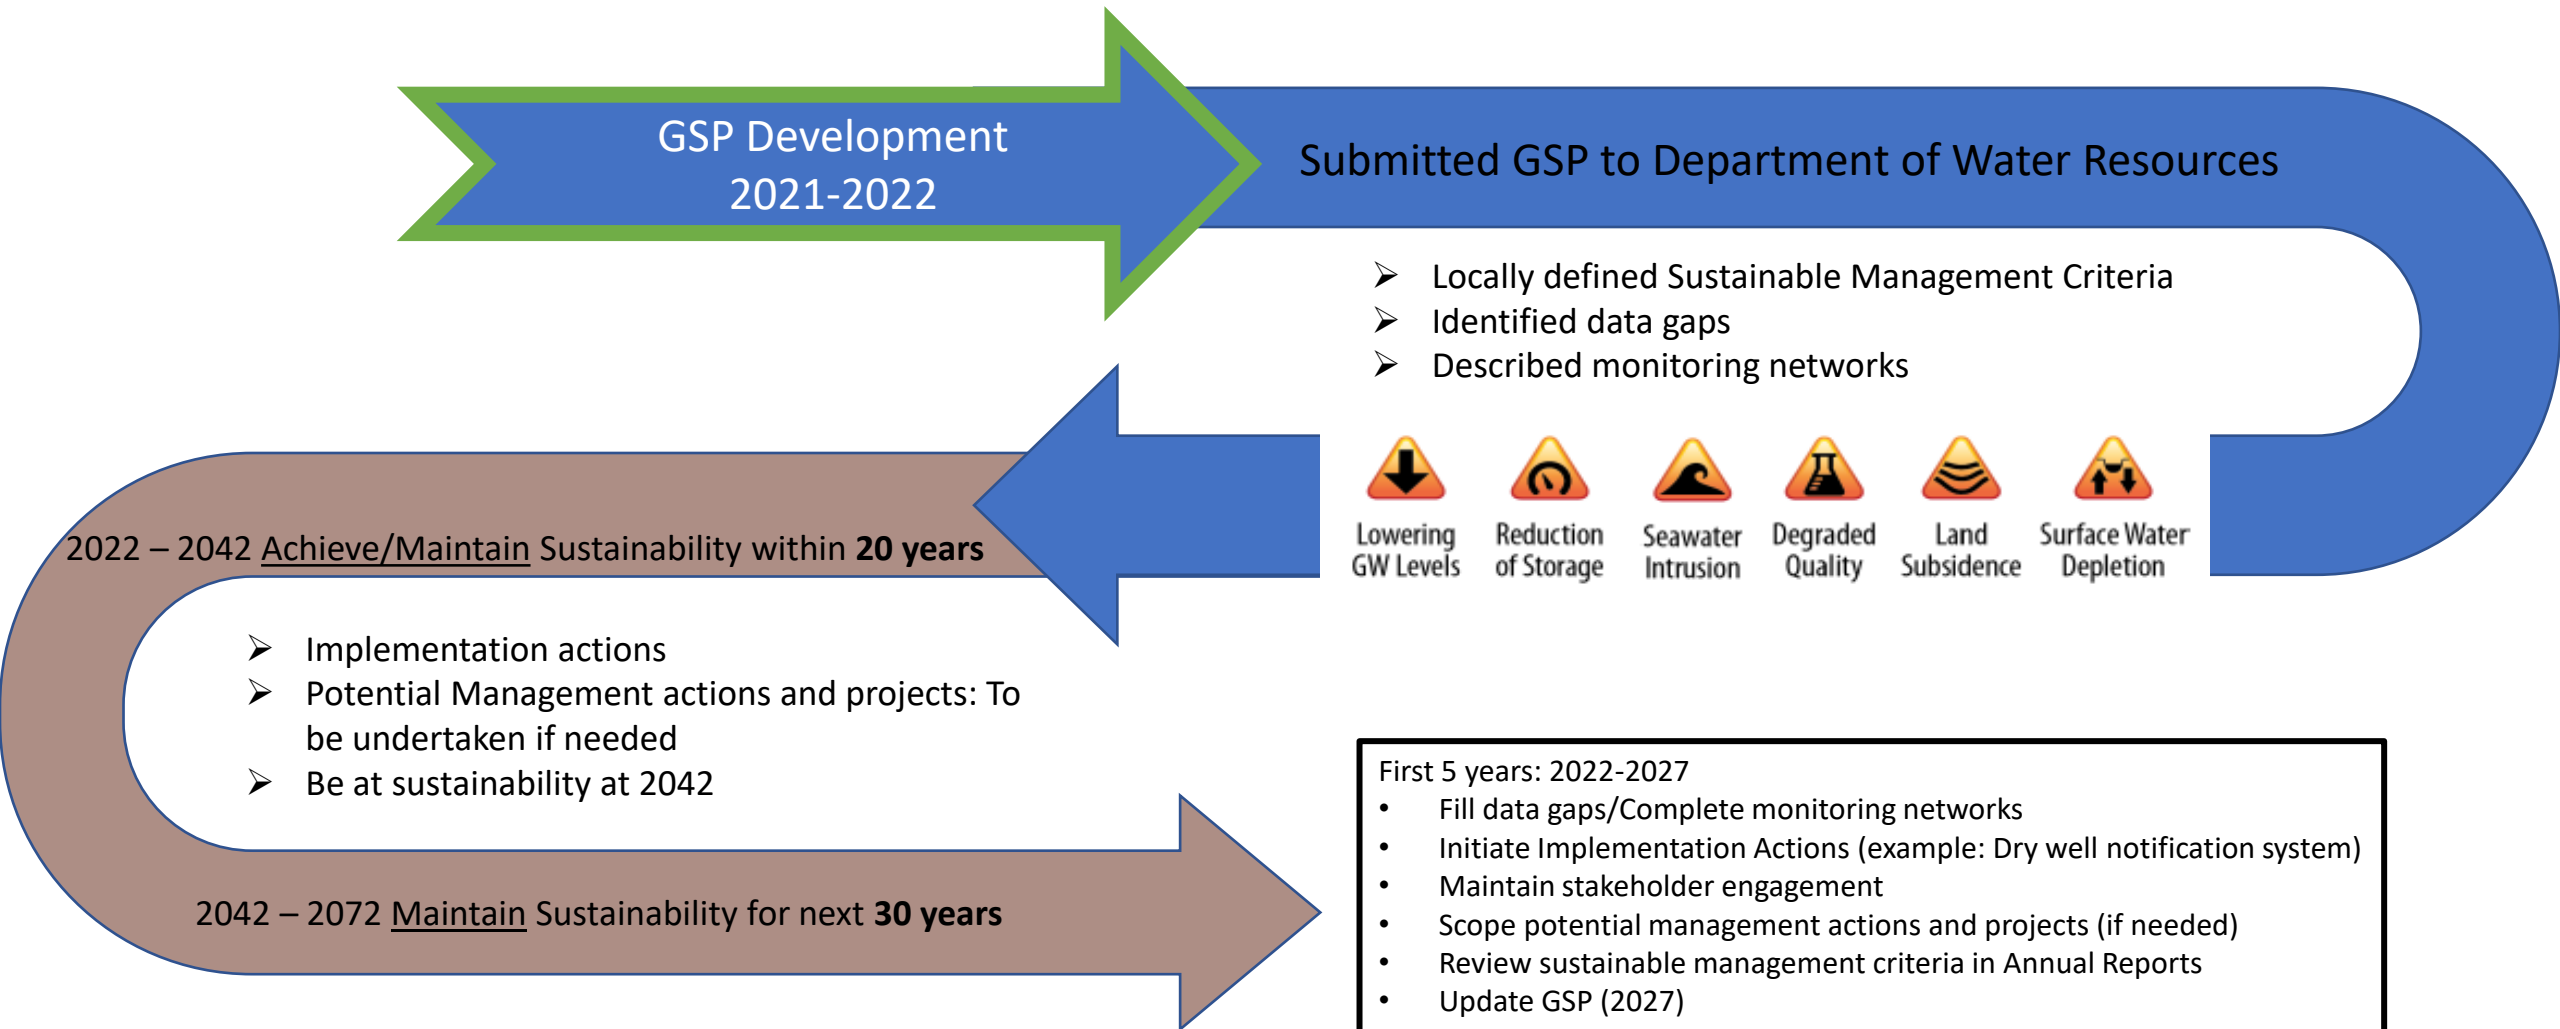 GSP Development
2021-2022
Submitted GSP to Department of Water Resources
➢ Locally defined Sustainable Management Criteria
➢ Identified data gaps
➢ Described monitoring networks
Lowering
GW Levels
Reduction
of Storage
Seawater
Intrusion
Degraded
Quality
Land
Subsidence
Surface Water
Depletion
2022 – 2042 Achieve/Maintain Sustainability within 20 years
➢ Implementation actions
➢ Potential Management actions and projects: To
be undertaken if needed
➢ Be at sustainability at 2042
2042 – 2072 Maintain Sustainability for next 30 years
First 5 years: 2022-2027
• Fill data gaps/Complete monitoring networks
• Initiate Implementation Actions (example: Dry well notification system)
• Maintain stakeholder engagement
• Scope potential management actions and projects (if needed)
• Review sustainable management criteria in Annual Reports
• Update GSP (2027)